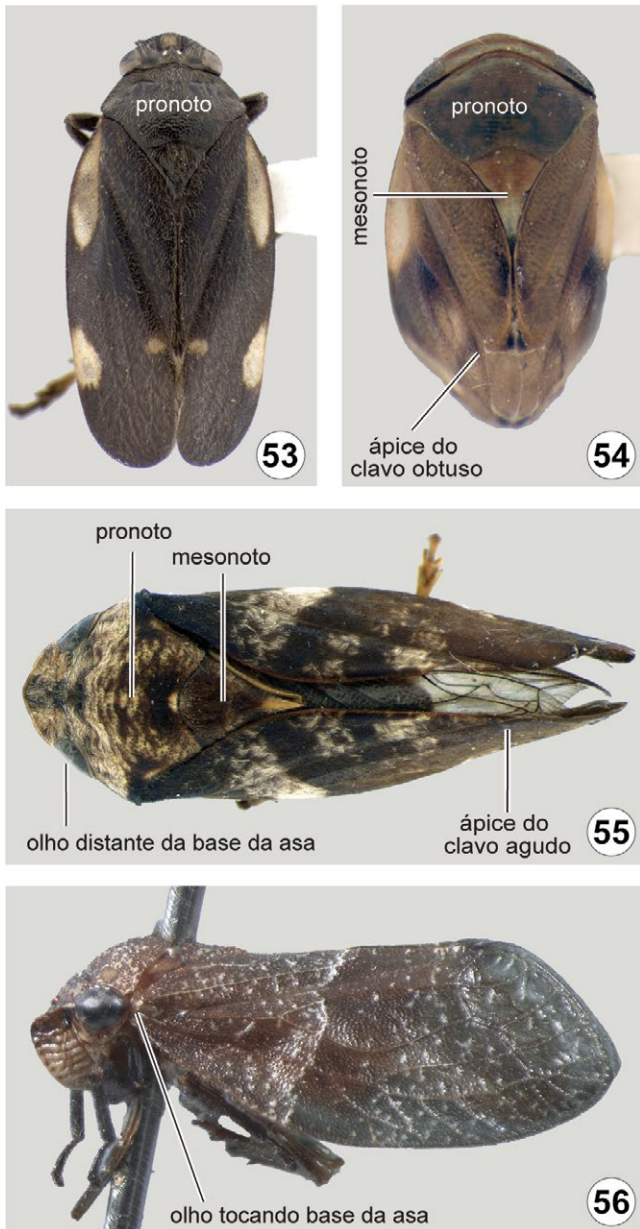 pronoto
53
pronoto
mesonoto
ápice do
clavo obtuso
54
pronoto
mesonoto
olho distante da base da asa
ápice do
clavo agudo
55
olho tocando base da asa
56